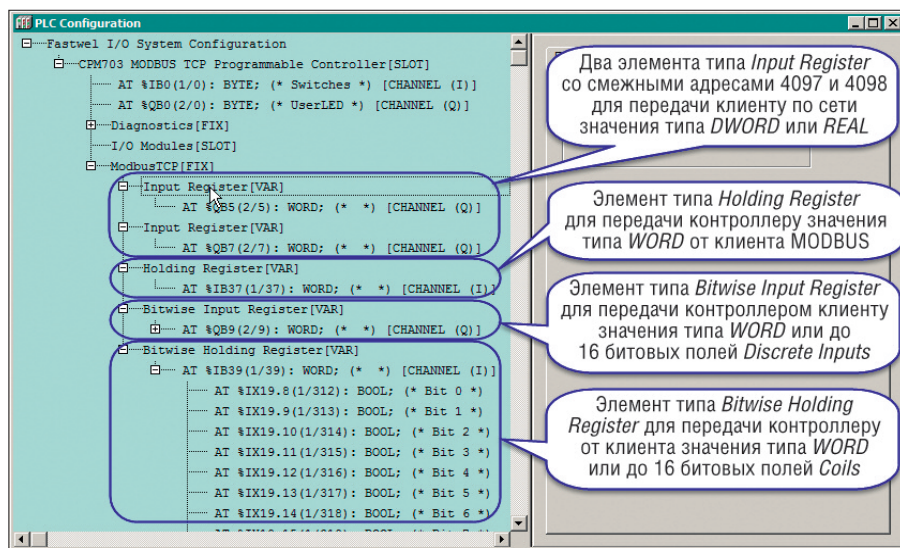 PLC Configuration
Fastwel I/O System Configuration
CPM703 MODBUS TCP Programmable Controller[SLOT]
AT %IB0(1/0): BYTE; (* Switches *) [CHANNEL (I)]
AT %QB0(2/0): BYTE; (* UserLED *) [CHANNEL (Q)]
Diagnostics[FIX]
I/O Modules[SLOT]
ModbusTCP[FIX]
Input Register[VAR]
AT %QB5(2/5): WORD; (* *) [CHANNEL (Q)]
Input Register[VAR]
AT %QB7(2/7): WORD; (* *) [CHANNEL (Q)]
Holding Register[VAR]
AT %IB37(1/37): WORD; (* *) [CHANNEL (I)]
Bitwise Input Register[VAR]
AT %QB9(2/9): WORD; (* *) [CHANNEL (Q)]
Bitwise Holding Register[VAR]
AT %IB39(1/39): WORD; (* *) [CHANNEL (I)]
AT %IX19.8(1/312): BOOL; (* Bit 0 *)
AT %IX19.9(1/313): BOOL; (* Bit 1 *)
AT %IX19.10(1/314): BOOL; (* Bit 2 *)
AT %IX19.11(1/315): BOOL; (* Bit 3 *)
AT %IX19.12(1/316): BOOL; (* Bit 4 *)
AT %IX19.13(1/317): BOOL; (* Bit 5 *)
AT %IX19.14(1/318): BOOL; (* Bit 6 *)
Два элемента типа Input Register
со смежными адресами 4097 и 4098
для передачи клиенту по сети
значения типа DWORD или REAL
Элемент типа Holding Register
для передачи контроллеру значения
типа WORD от клиента MODBUS
Элемент типа Bitwise Input Register
для передачи контроллером клиенту
значения типа WORD или до
16 битовых полей Discrete Inputs
Элемент типа Bitwise Holding
Register для передачи контроллеру
от клиента значения типа WORD
или до 16 битовых полей Coils